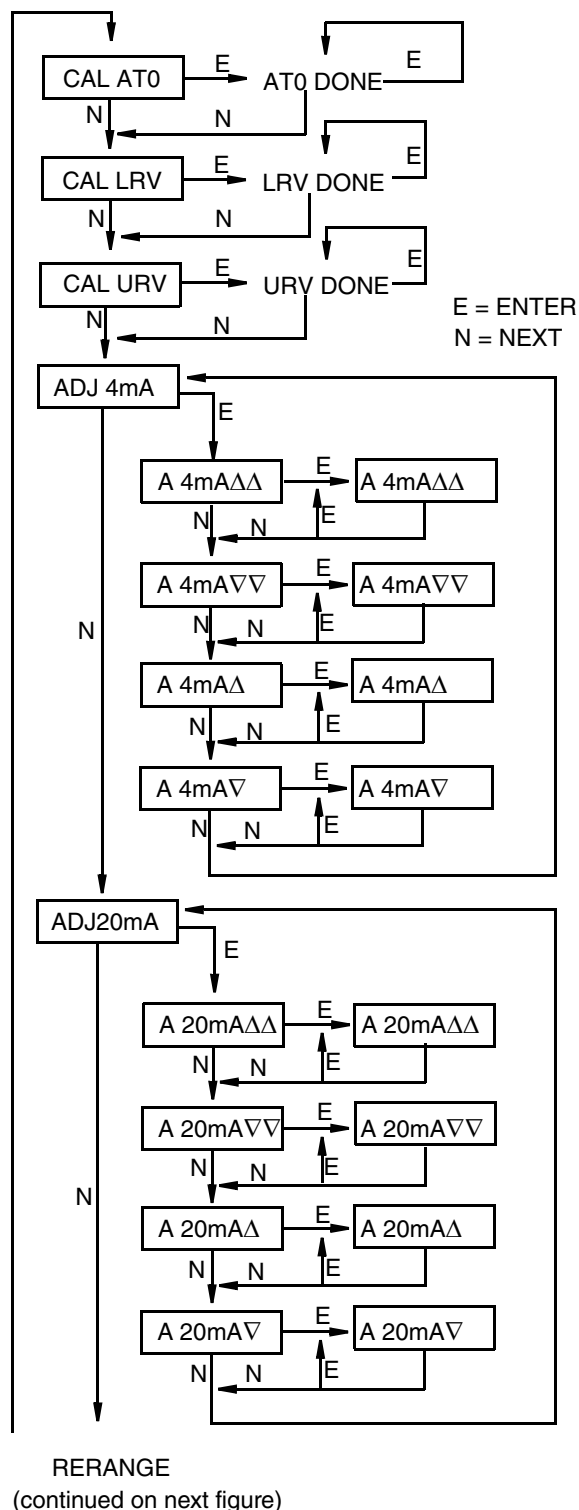 E
E
CAL AT0
AT0 DONE
N
N
E
E
CAL LRV
LRV DONE
N
N
E
E
CAL URV
URV DONE
E = ENTER
N = NEXT
N
N
ADJ 4mA
E
A 4mAΔΔ
E
A 4mAΔΔ
N
N
E
A 4mA∇∇
E
A 4mA∇∇
N
N
E
N
A 4mAΔ
E
A 4mAΔ
N
N
E
A 4mA∇
E
A 4mA∇
N
N
E
ADJ20mA
E
A 20mAΔΔ
E
A 20mAΔΔ
N
N
E
A 20mA∇∇
E
A 20mA∇∇
N
N
E
N
A 20mAΔ
E
A 20mAΔ
N
N
E
A 20mA∇
E
A 20mA∇
N
N
E
RERANGE
(continued on next figure)